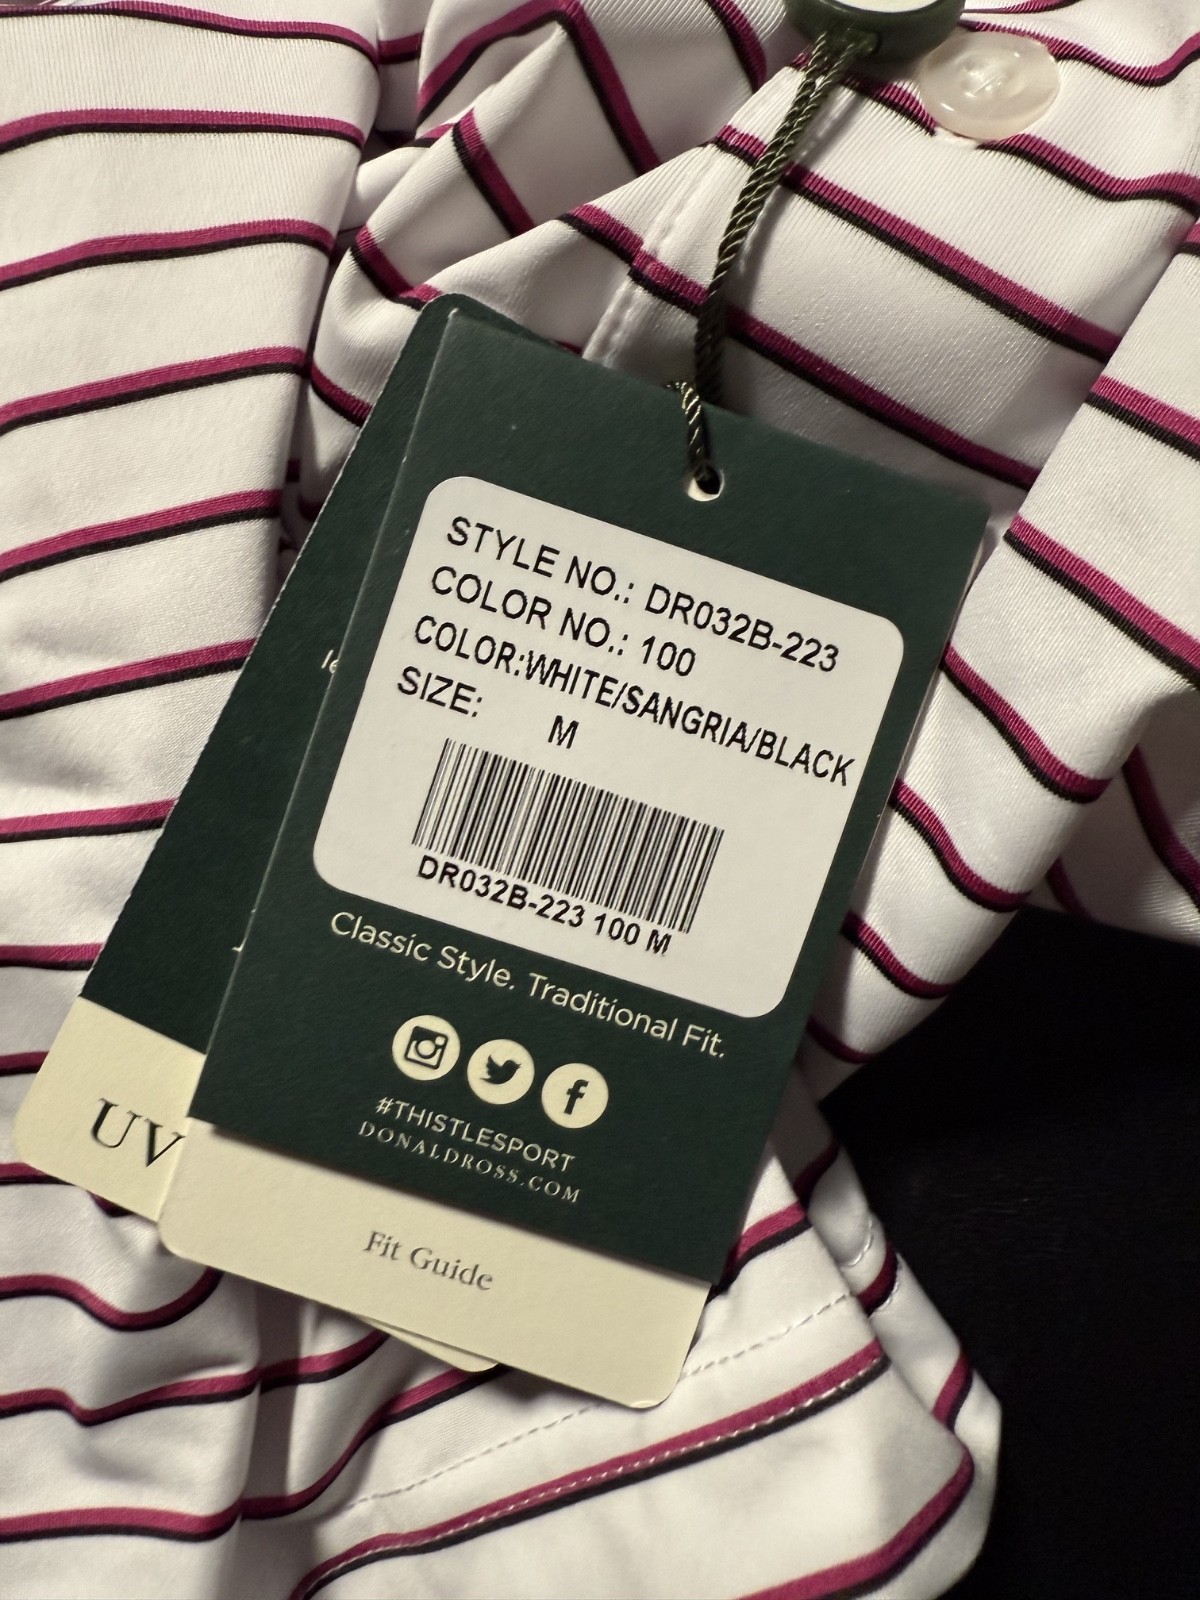 STYLE NO.: DR032B-223
COLOR NO.: 100
COLOR:WHITE/SANGRIA/BLACK
SIZE: M
DR032B-223 100 M
Classic Style. Traditional Fit.
#THISTLESPORT
DONALDROSS.COM
Fit Guide
UV